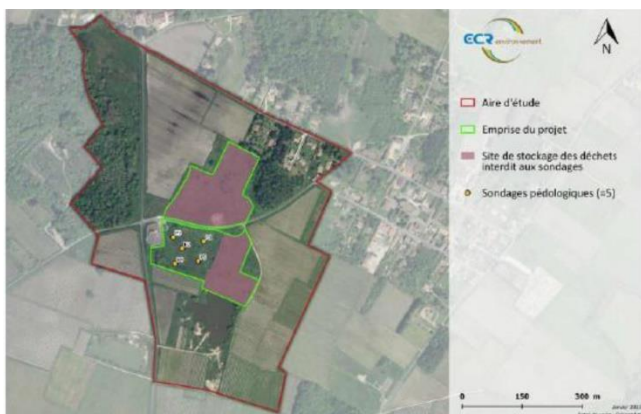 ECR environnement
N
Aire d'étude
Emprise du projet
Site de stockage des déchets
interdit aux sondages
Sondages pédologiques (=5)
0 150 300 m